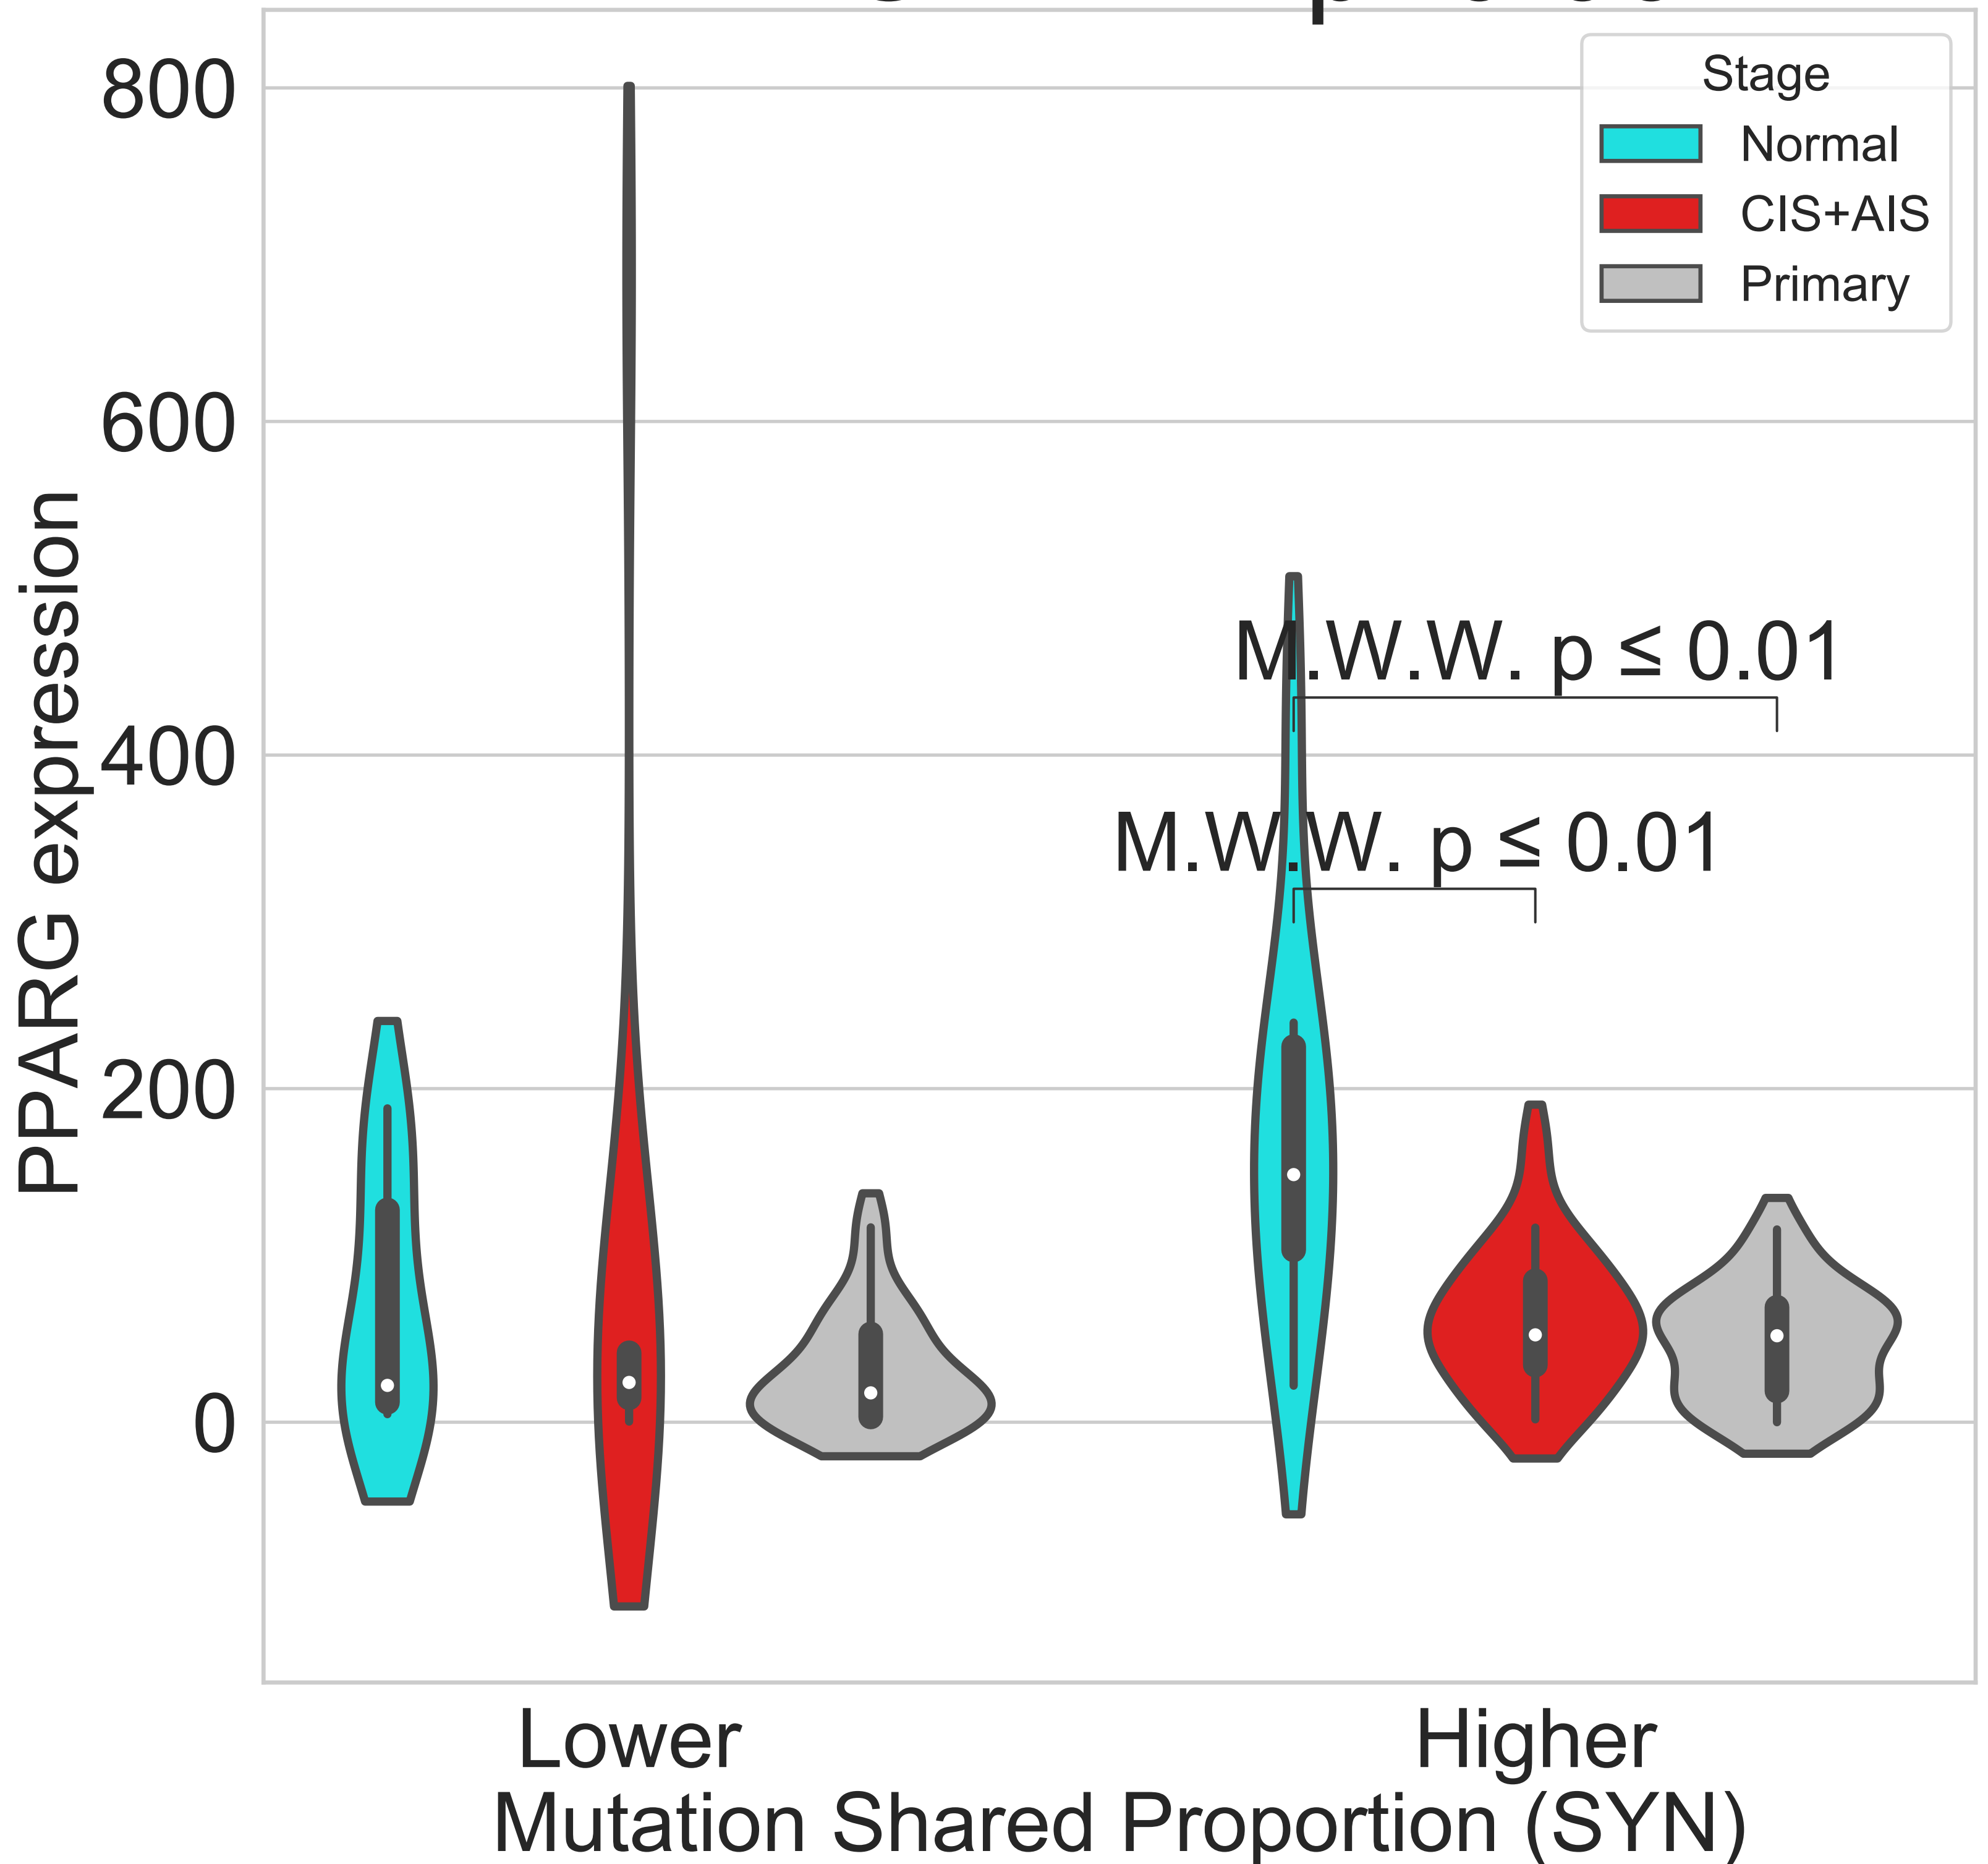 Stage
Normal
CIS+AIS
Primary
800
600
400
200
0
PPARG expression
M.W.W. p ≤ 0.01
M.W.W. p ≤ 0.01
Lower
Higher
Mutation Shared Proportion (SYN)